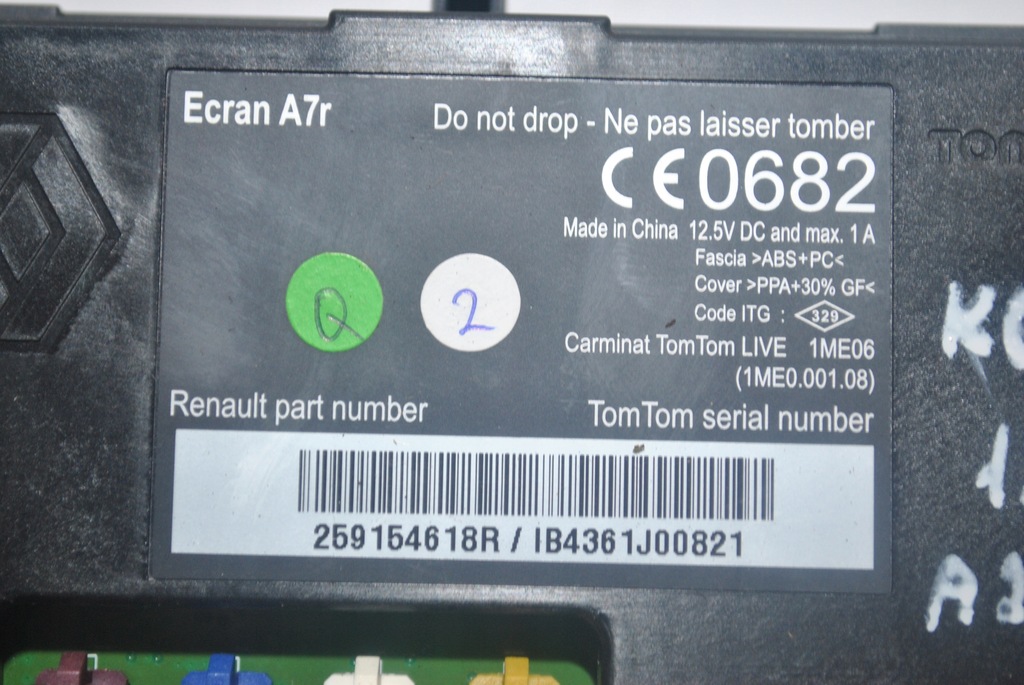 Ecran A7r
Do not drop - Ne pas laisser tomber
CE 0682
Made in China 12.5V DC and max. 1 A
Fascia >ABS+PC<
Cover >PPA+30% GF<
Code ITG : 329
Carminat TomTom LIVE 1ME06
(1ME0.001.08)
Q
2
Renault part number
TomTom serial number
259154618R / IB4361J00821